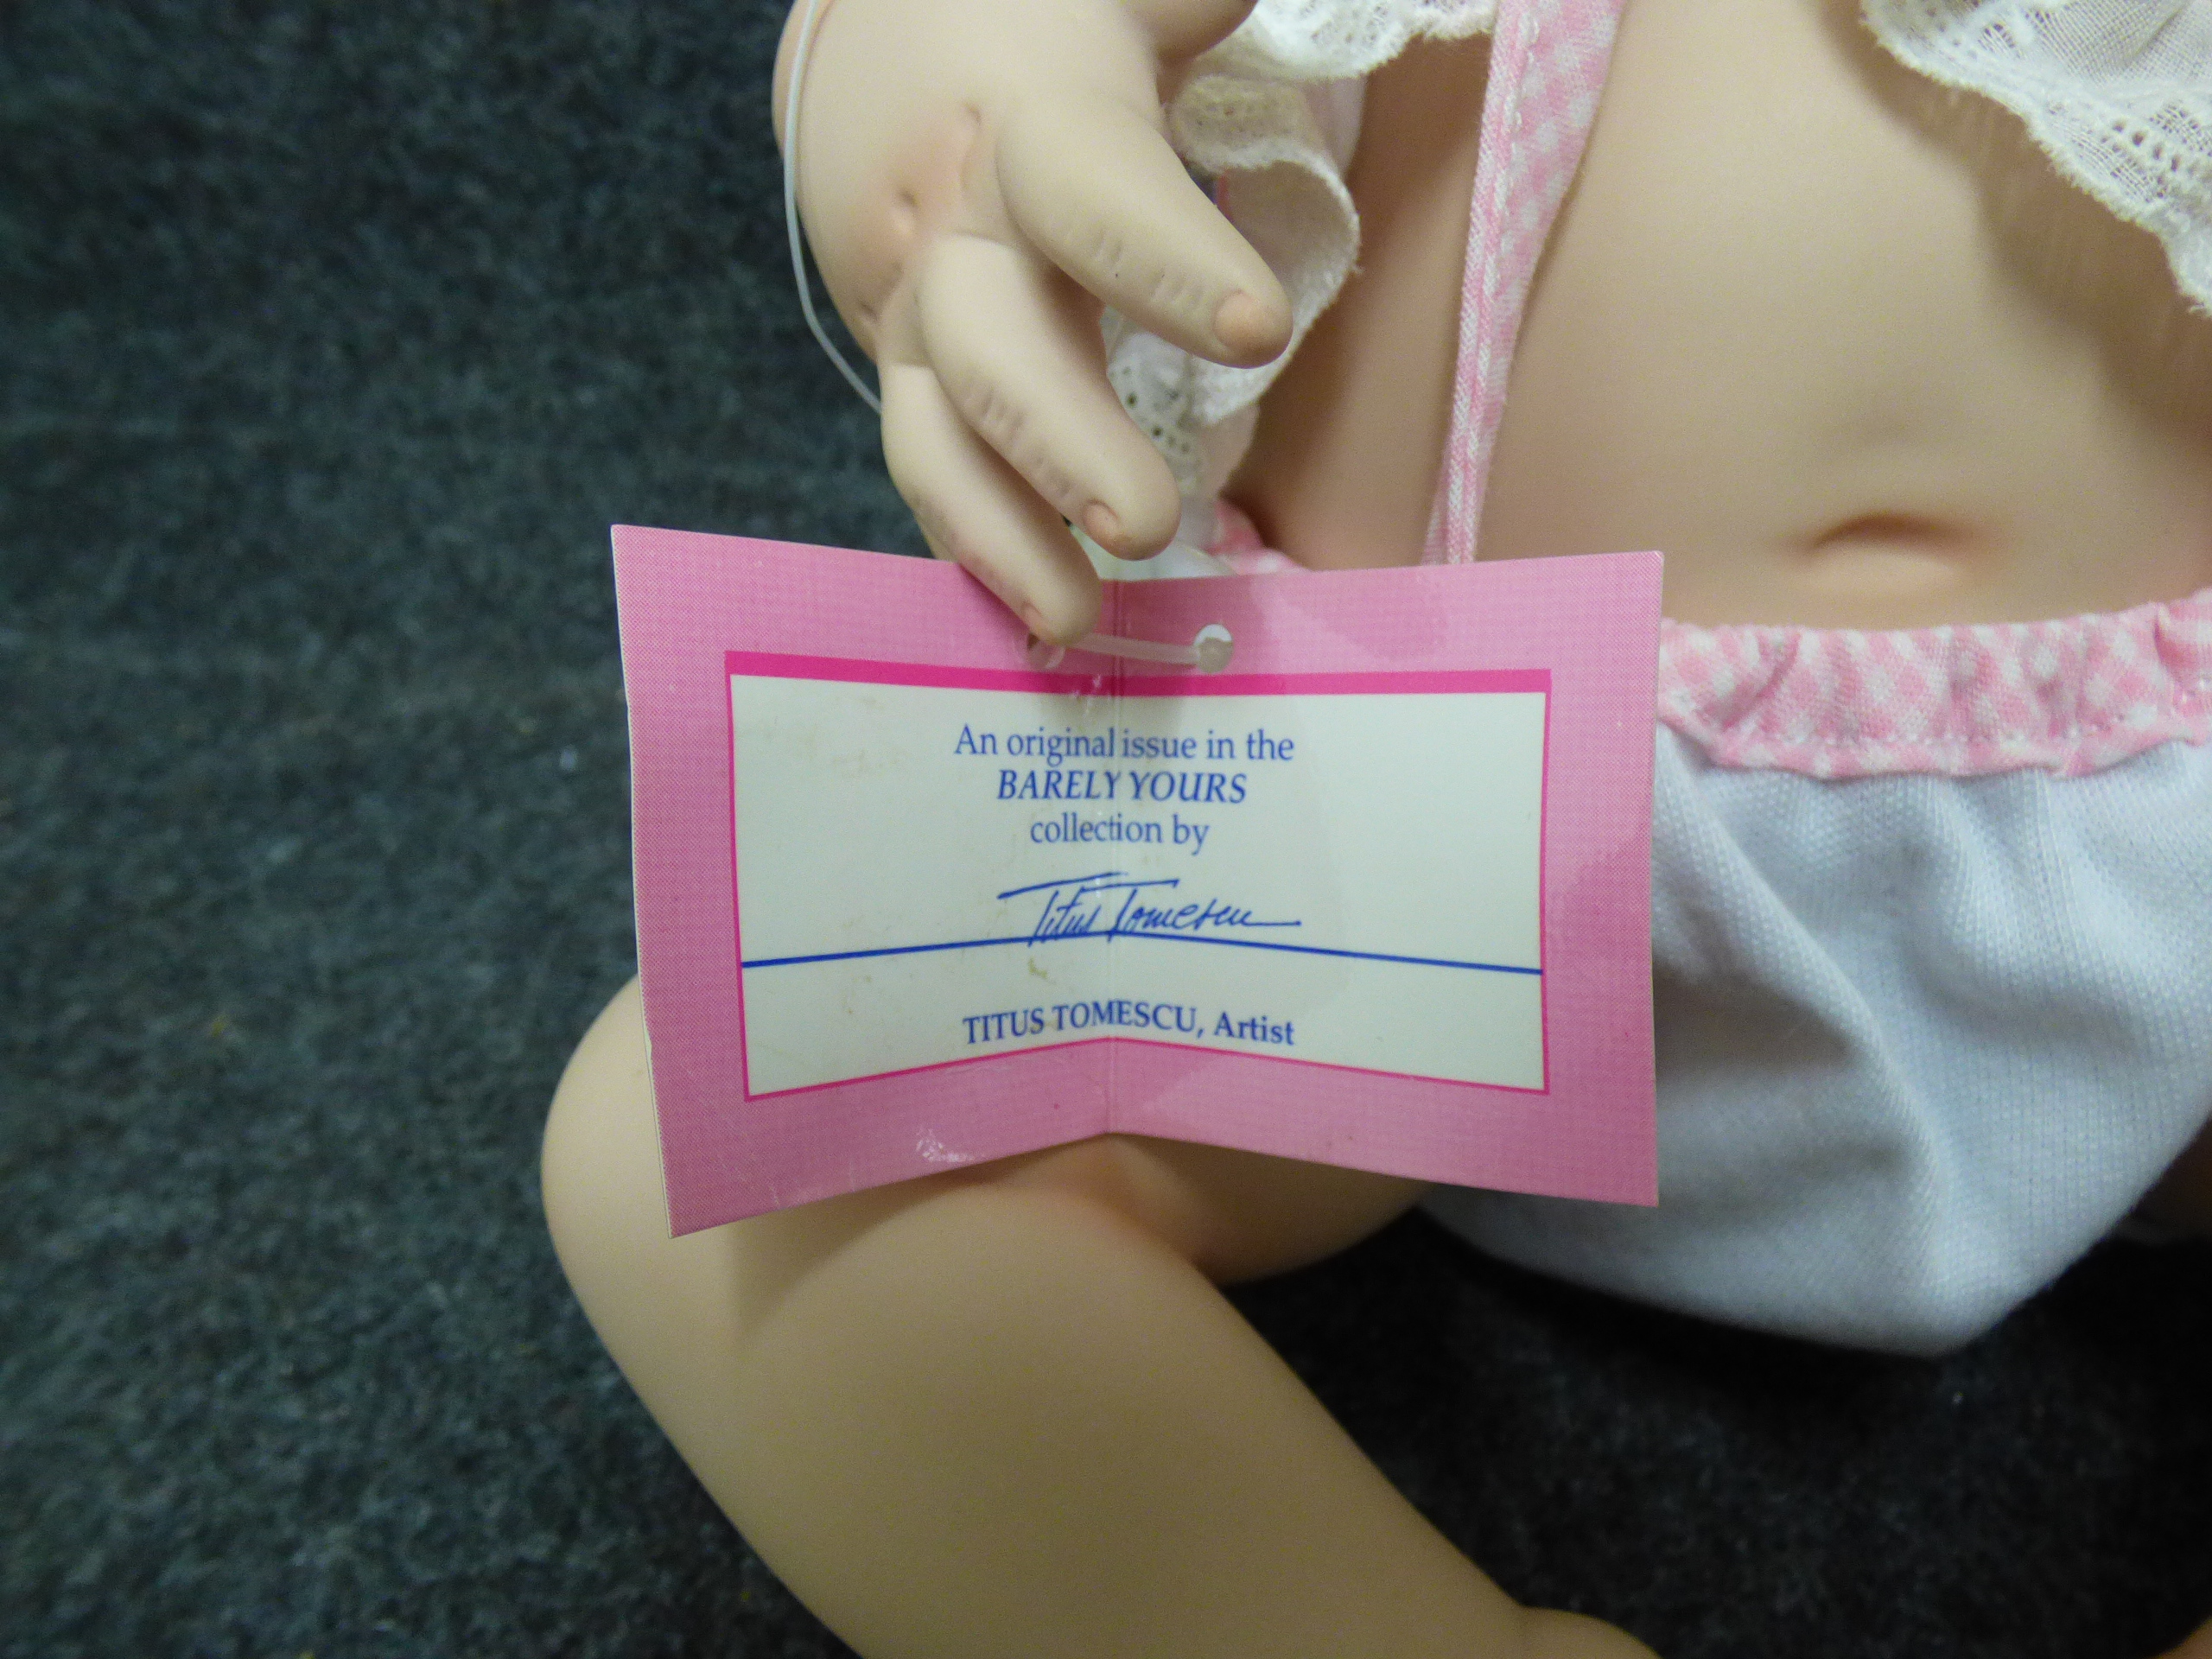 An original issue in the
BARELY YOURS
collection by
Titus Tomescu
TITUS TOMESCU, Artist